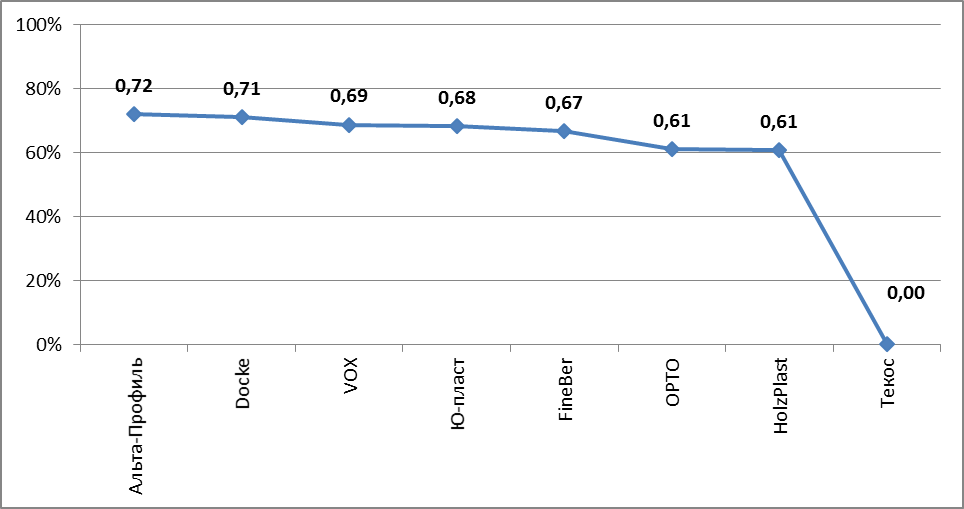 100%
80%
60%
40%
20%
0%
0,72
0,71
0,69
0,68
0,67
0,61
0,61
0,00
Альта-Профиль
Docke
VOX
Ю-пласт
FineBer
ОРТО
HolzPlast
Текос